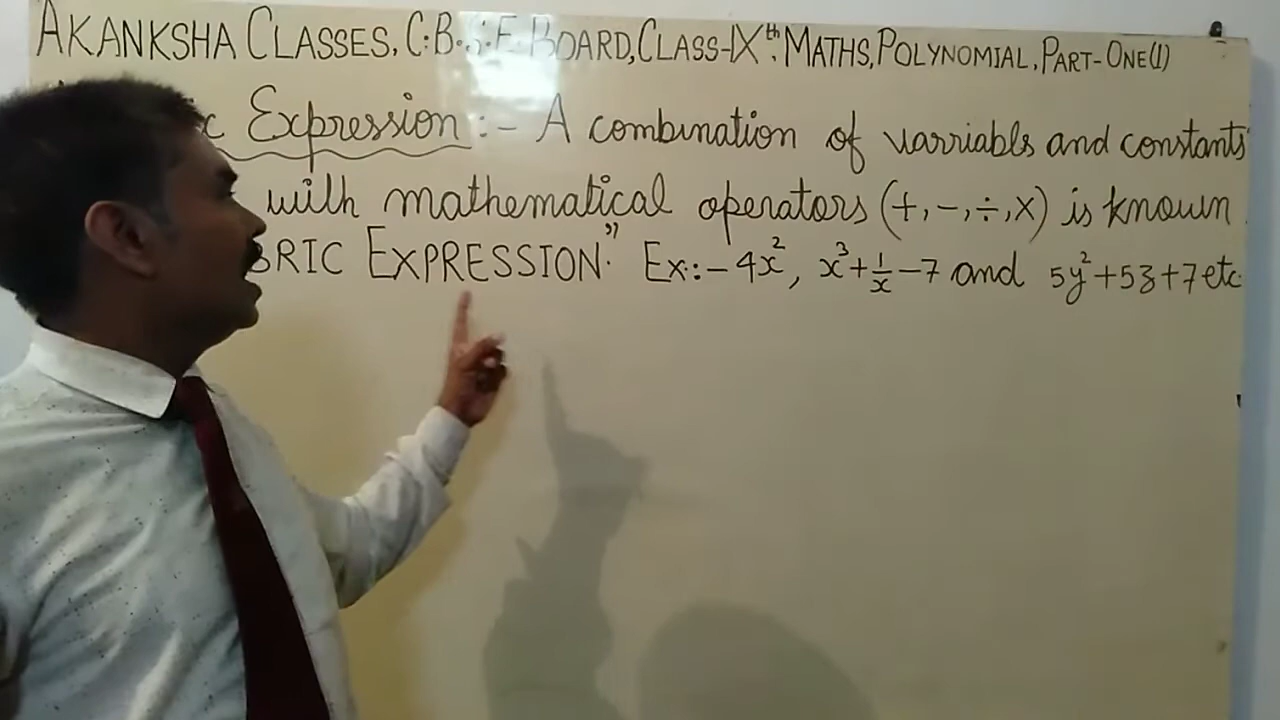 AKANKSHA CLASSES, C.B.S.E BOARD, CLASS-IXth, MATHS, POLYNOMIAL, PART-ONE(1)
Expression :- A combination of varriables and constants
with mathematical operators (+, -, ÷, ×) is known
BRIC EXPRESSION." Ex:- 4x², x³+1/x-7 and 5y²+5z+7 etc